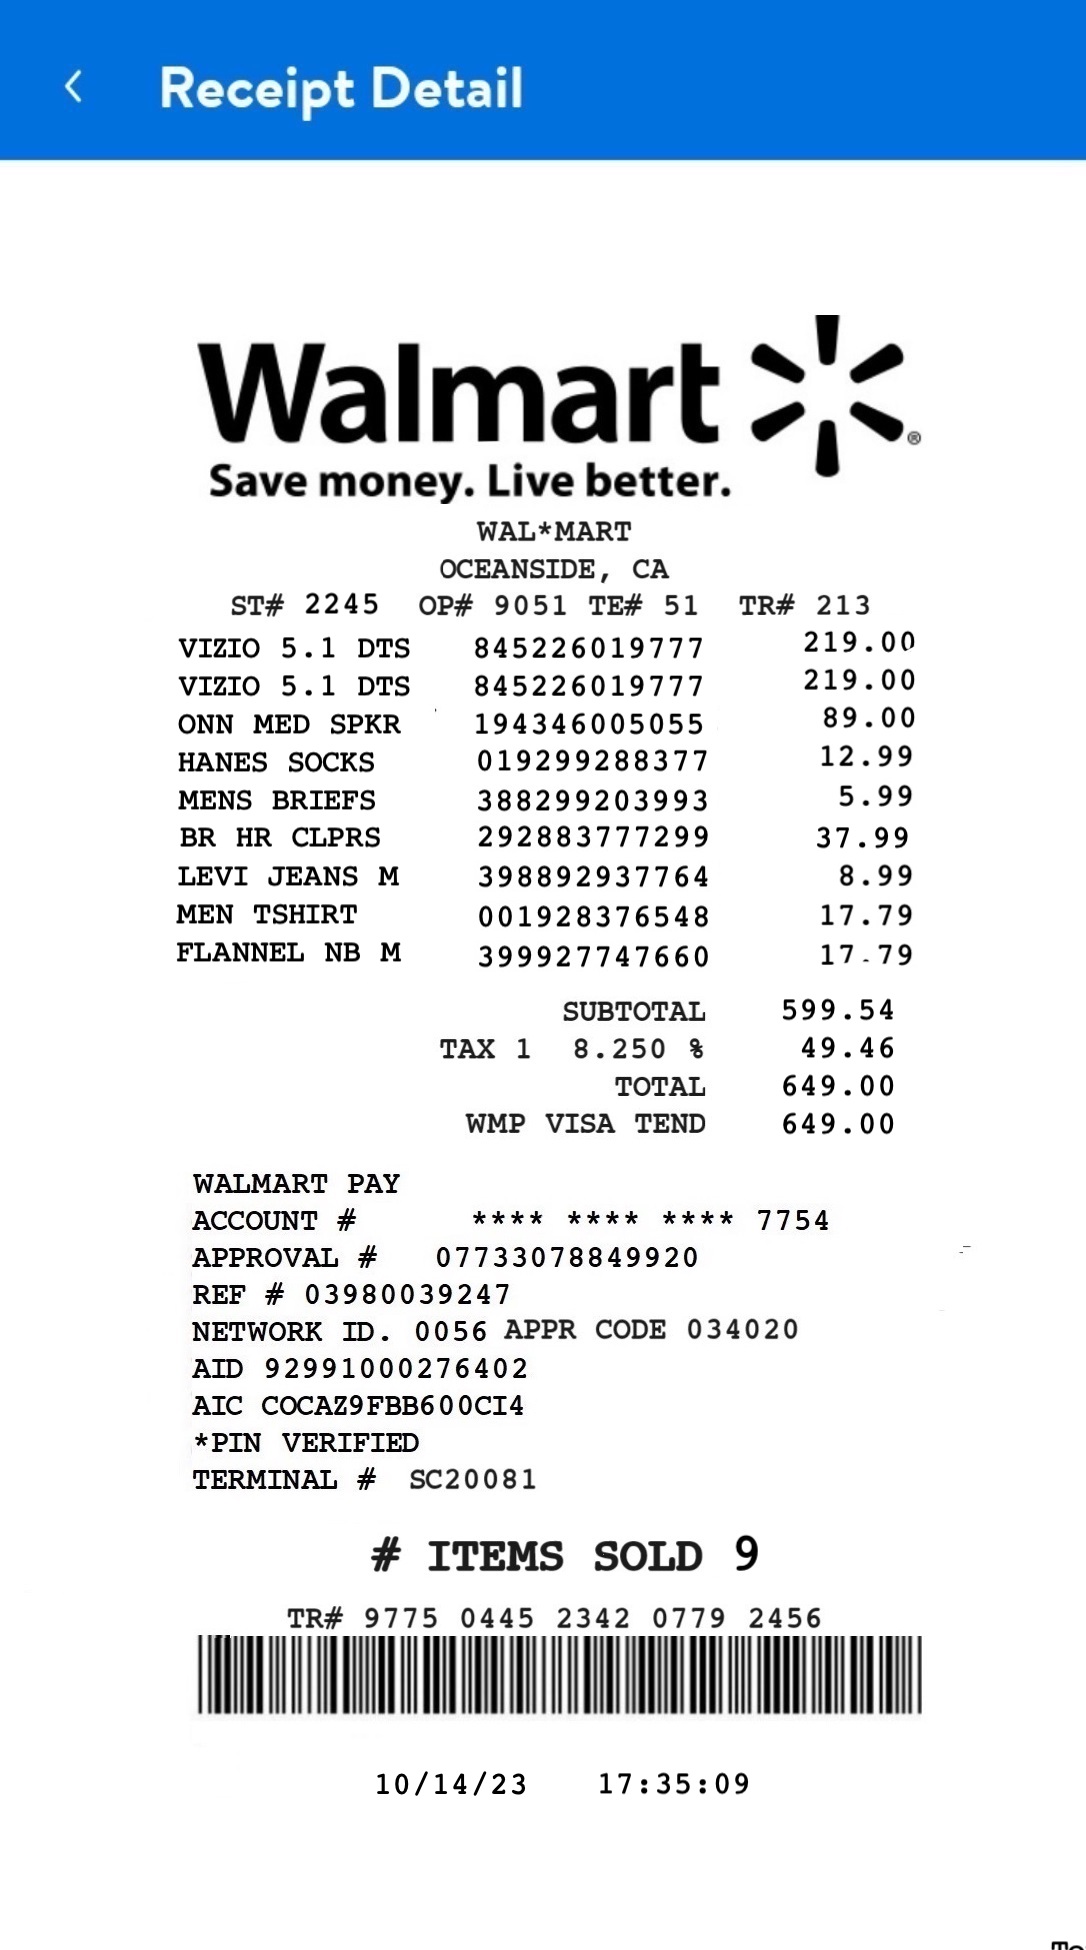 Receipt Detail
Walmart ®
Save money. Live better.
WAL*MART
OCEANSIDE, CA
ST# 2245 OP# 9051 TE# 51 TR# 213
VIZIO 5.1 DTS 845226019777 219.00
VIZIO 5.1 DTS 845226019777 219.00
ONN MED SPKR 194346005055 89.00
HANES SOCKS 019299288377 12.99
MENS BRIEFS 388299203993 5.99
BR HR CLPRS 292883777299 37.99
LEVI JEANS M 398892937764 8.99
MEN TSHIRT 001928376548 17.79
FLANNEL NB M 399927747660 17.79
SUBTOTAL 599.54
TAX 1 8.250 % 49.46
TOTAL 649.00
WMP VISA TEND 649.00
WALMART PAY
ACCOUNT # **** **** **** 7754
APPROVAL # 07733078849920
REF # 03980039247
NETWORK ID. 0056 APPR CODE 034020
AID 92991000276402
AIC COCAZ9FBB600CI4
*PIN VERIFIED
TERMINAL # SC20081
# ITEMS SOLD 9
TR# 9775 0445 2342 0779 2456
10/14/23 17:35:09